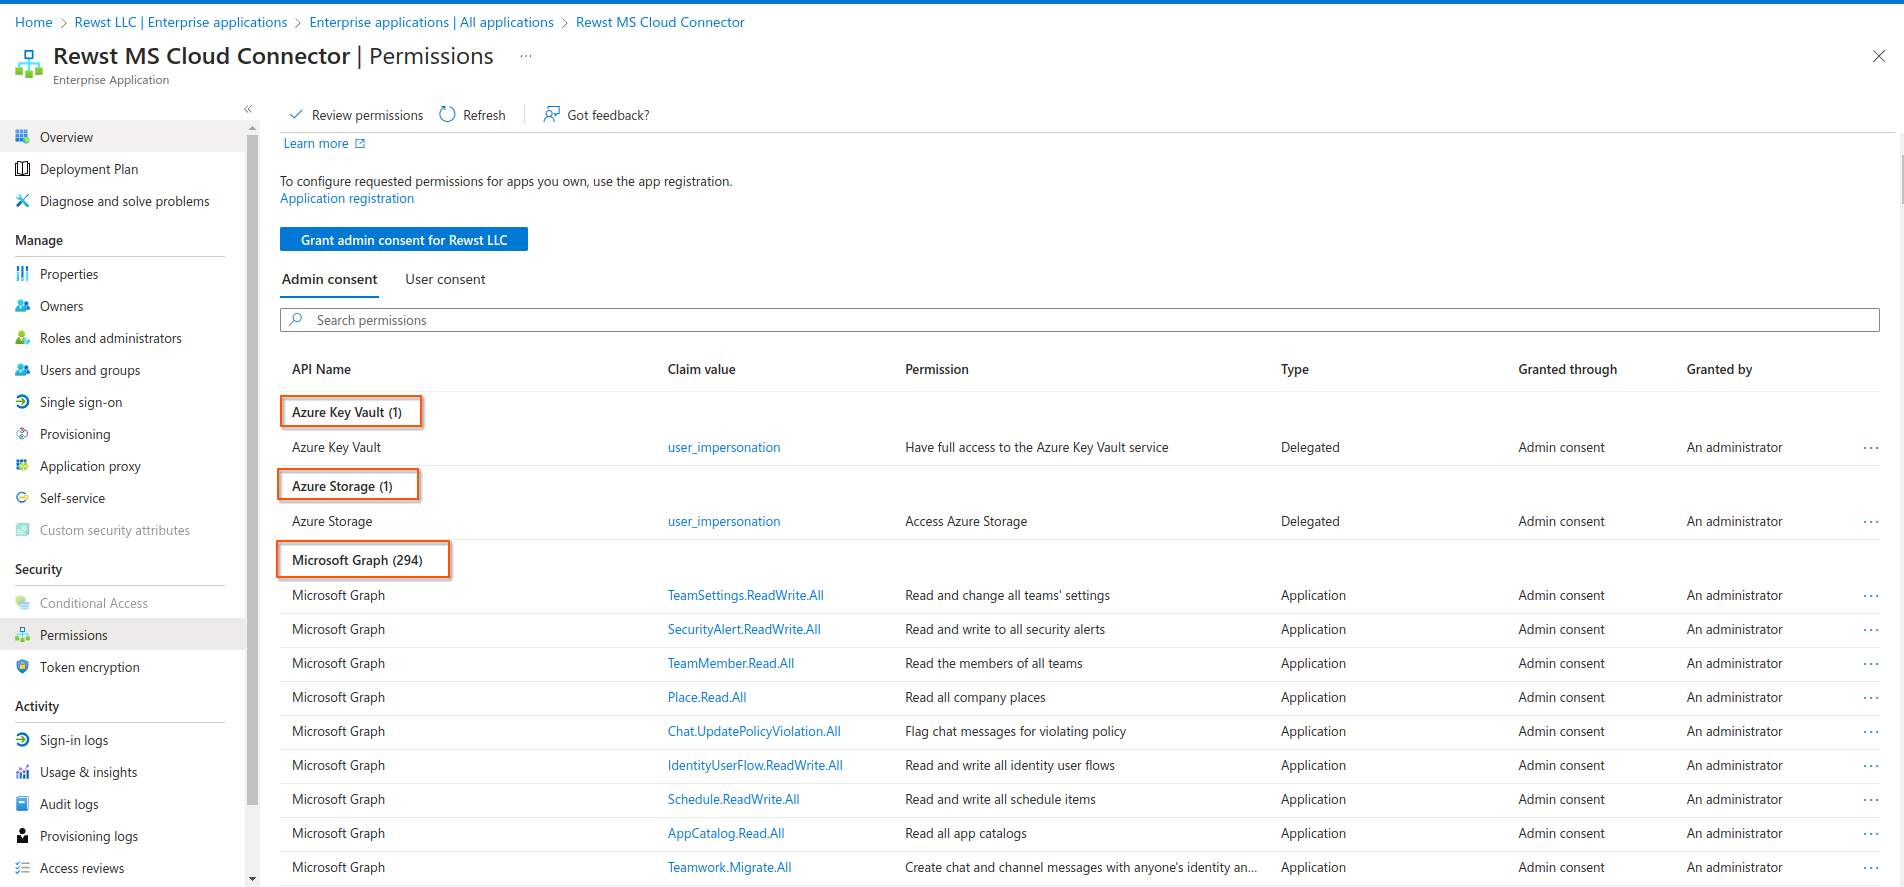 Home > Rewst LLC | Enterprise applications > Enterprise applications | All applications > Rewst MS Cloud Connector
Rewst MS Cloud Connector | Permissions ...
Enterprise Application
Overview
Deployment Plan
Diagnose and solve problems
Manage
Properties
Owners
Roles and administrators
Users and groups
Single sign-on
Provisioning
Application proxy
Self-service
Custom security attributes
Security
Conditional Access
Permissions
Token encryption
Activity
Sign-in logs
Usage & insights
Audit logs
Provisioning logs
Access reviews
Review permissions Refresh Got feedback?
Learn more
To configure requested permissions for apps you own, use the app registration.
Application registration
Grant admin consent for Rewst LLC
Admin consent User consent
Search permissions
API Name Claim value Permission Type Granted through Granted by
Azure Key Vault (1)
Azure Key Vault user_impersonation Have full access to the Azure Key Vault service Delegated Admin consent An administrator ...
Azure Storage (1)
Azure Storage user_impersonation Access Azure Storage Delegated Admin consent An administrator ...
Microsoft Graph (294)
Microsoft Graph TeamSettings.ReadWrite.All Read and change all teams' settings Application Admin consent An administrator ...
Microsoft Graph SecurityAlert.ReadWrite.All Read and write to all security alerts Application Admin consent An administrator ...
Microsoft Graph TeamMember.Read.All Read the members of all teams Application Admin consent An administrator ...
Microsoft Graph Place.Read.All Read all company places Application Admin consent An administrator ...
Microsoft Graph Chat.UpdatePolicyViolation.All Flag chat messages for violating policy Application Admin consent An administrator ...
Microsoft Graph IdentityUserFlow.ReadWrite.All Read and write all identity user flows Application Admin consent An administrator ...
Microsoft Graph Schedule.ReadWrite.All Read and write all schedule items Application Admin consent An administrator ...
Microsoft Graph AppCatalog.Read.All Read all app catalogs Application Admin consent An administrator ...
Microsoft Graph Teamwork.Migrate.All Create chat and channel messages with anyone's identity an... Application Admin consent An administrator ...